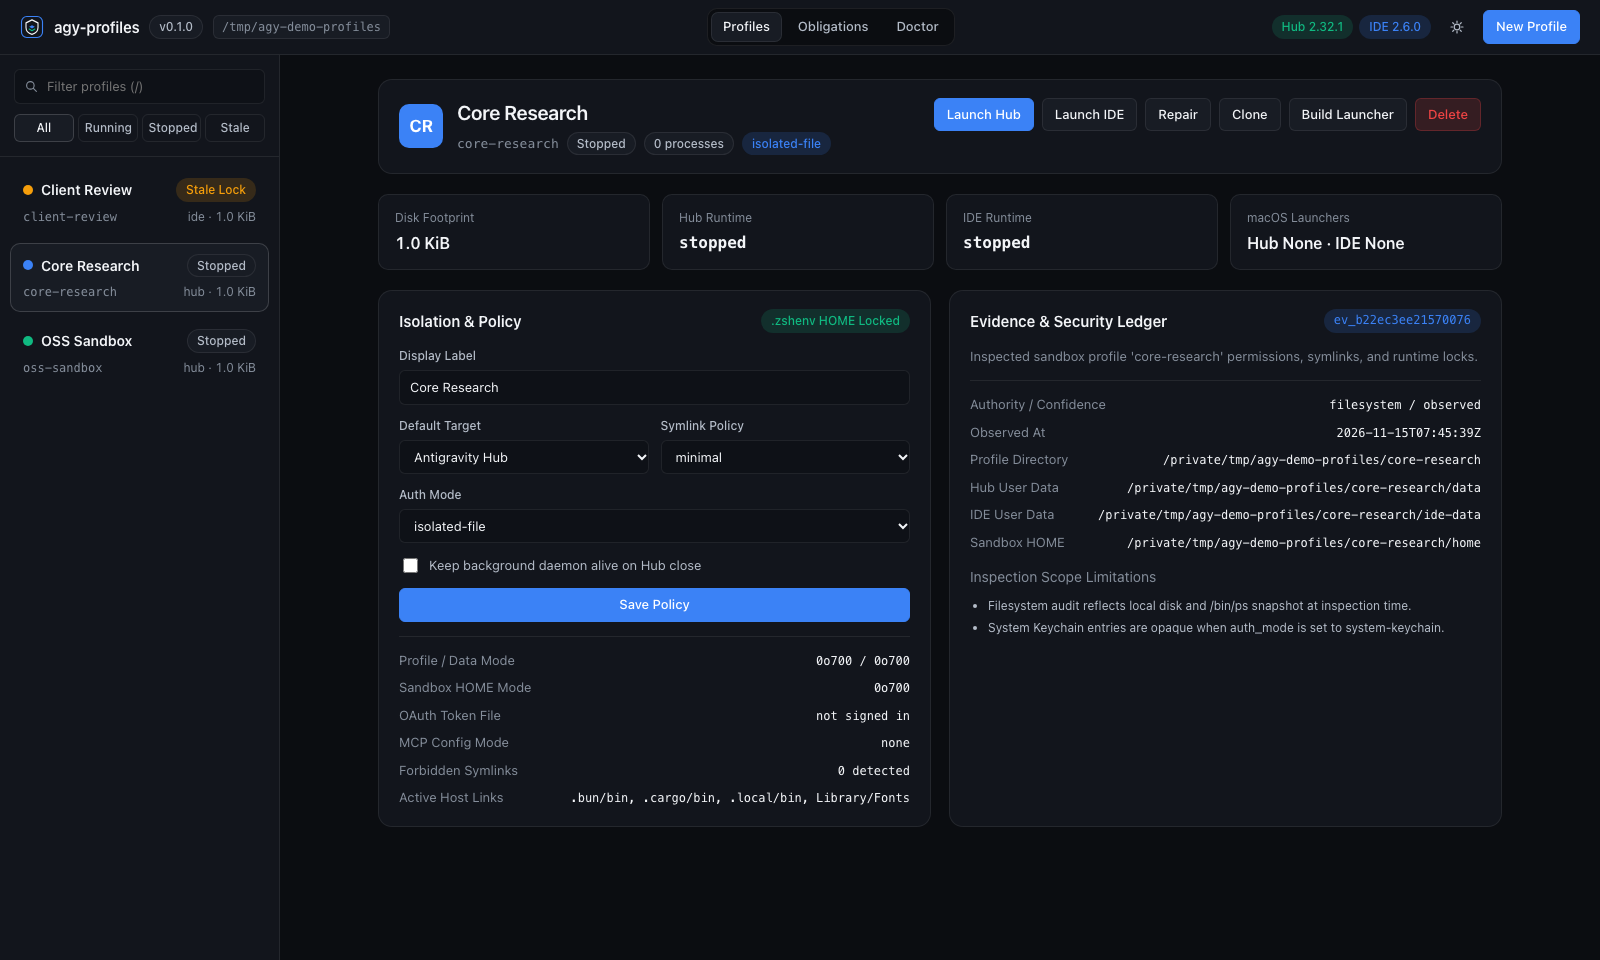 agy-profiles v0.1.0 /tmp/agy-demo-profiles Profiles Obligations Doctor Hub 2.32.1 IDE 2.6.0 New Profile
Filter profiles (/)
All Running Stopped Stale
Client Review Stale Lock
client-review ide · 1.0 KiB
Core Research Stopped
core-research hub · 1.0 KiB
OSS Sandbox Stopped
oss-sandbox hub · 1.0 KiB
CR
Core Research
core-research Stopped 0 processes isolated-file
Launch Hub Launch IDE Repair Clone Build Launcher Delete
Disk Footprint
1.0 KiB
Hub Runtime
stopped
IDE Runtime
stopped
macOS Launchers
Hub None · IDE None
Isolation & Policy .zshenv HOME Locked
Display Label
Core Research
Default Target Symlink Policy
Antigravity Hub minimal
Auth Mode
isolated-file
Keep background daemon alive on Hub close
Save Policy
Profile / Data Mode 0o700 / 0o700
Sandbox HOME Mode 0o700
OAuth Token File not signed in
MCP Config Mode none
Forbidden Symlinks 0 detected
Active Host Links .bun/bin, .cargo/bin, .local/bin, Library/Fonts
Evidence & Security Ledger ev_b22ec3ee21570076
Inspected sandbox profile 'core-research' permissions, symlinks, and runtime locks.
Authority / Confidence filesystem / observed
Observed At 2026-11-15T07:45:39Z
Profile Directory /private/tmp/agy-demo-profiles/core-research
Hub User Data /private/tmp/agy-demo-profiles/core-research/data
IDE User Data /private/tmp/agy-demo-profiles/core-research/ide-data
Sandbox HOME /private/tmp/agy-demo-profiles/core-research/home
Inspection Scope Limitations
• Filesystem audit reflects local disk and /bin/ps snapshot at inspection time.
• System Keychain entries are opaque when auth_mode is set to system-keychain.